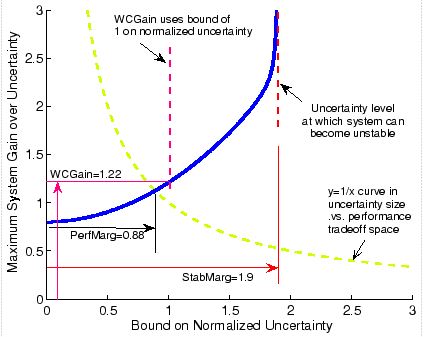 3
2.5
2
1.5
1
0.5
0
Maximum System Gain over Uncertainty
WCGain uses bound of
1 on normalized uncertainty
Uncertainty level
at which system can
become unstable
WCGain=1.22
y=1/x curve in
uncertainty size
.vs. performance
tradeoff space
PerfMarg=0.88
StabMarg=1.9
0 0.5 1 1.5 2 2.5 3
Bound on Normalized Uncertainty